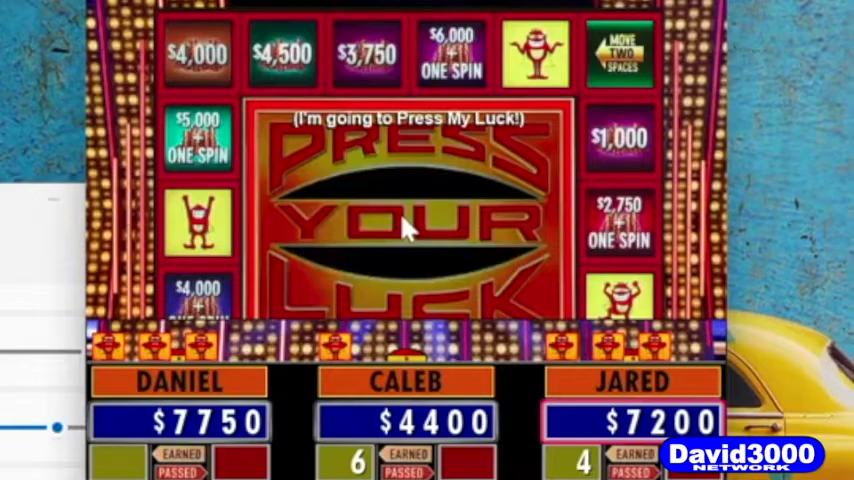 $4,000
$4,500
$3,750
$6,000
+
ONE SPIN
MOVE
TWO
SPACES
$5,000
+
ONE SPIN
(I'm going to Press My Luck!)
PRESS
YOUR
LUCK
$1,000
$2,750
+
ONE SPIN
$4,000
+
ONE SPIN
DANIEL
CALEB
JARED
$7750
$4400
$7200
EARNED
PASSED
6
EARNED
PASSED
4
EARNED
PASSED
David3000
NETWORK